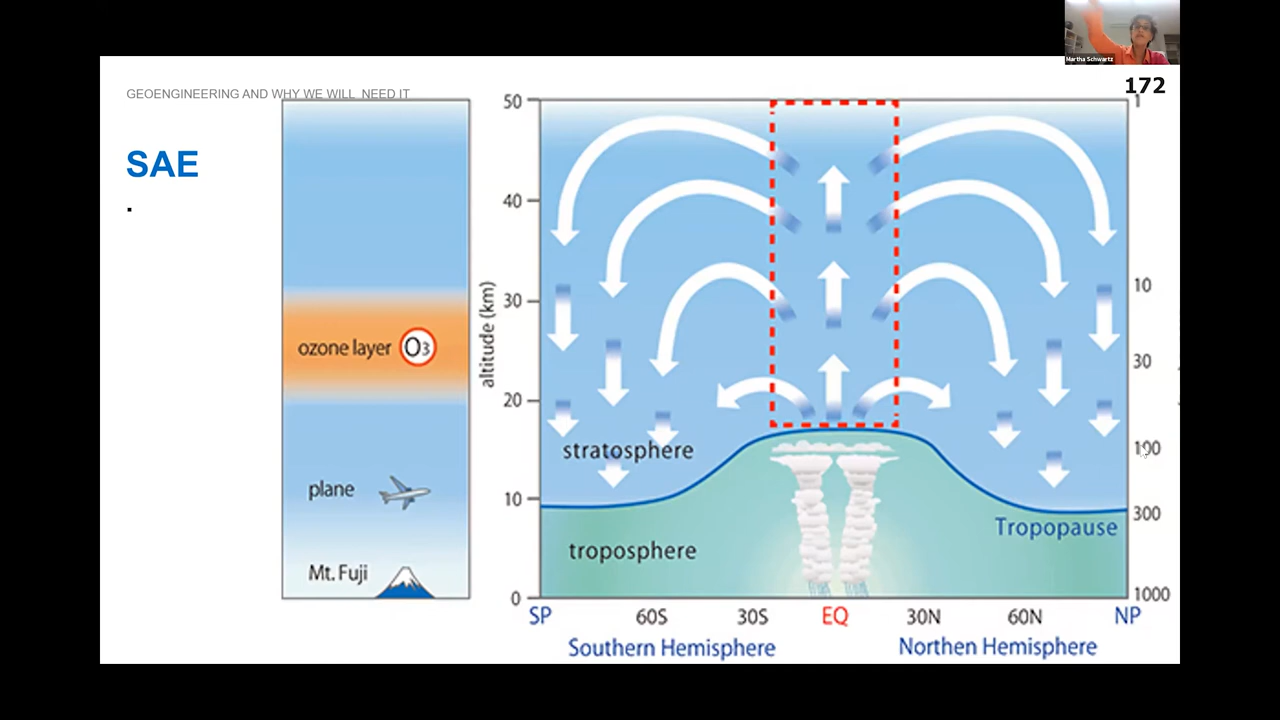 Martha Schwartz
172
GEOENGINEERING AND WHY WE WILL NEED IT
SAE
.
ozone layer O3
plane
Mt. Fuji
altitude (km)
50
40
30
20
10
0
stratosphere
troposphere
Tropopause
1
10
30
100
300
1000
SP 60S 30S EQ 30N 60N NP
Southern Hemisphere Northen Hemisphere